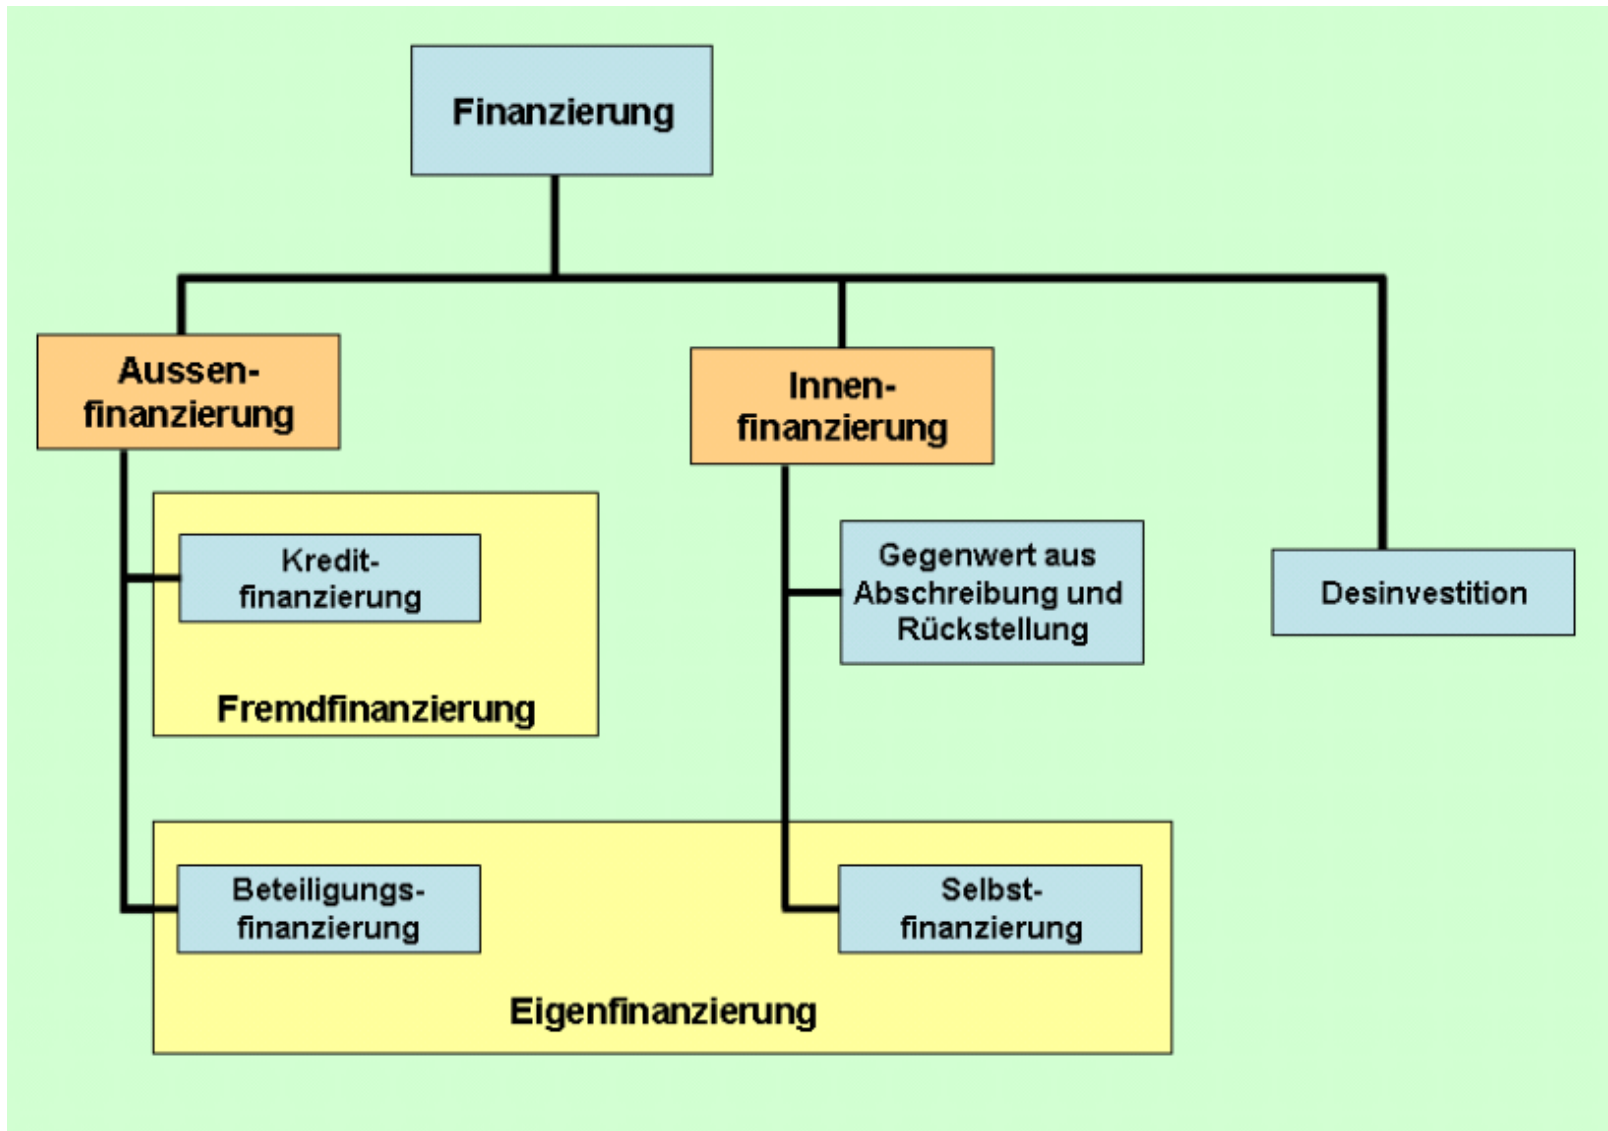 Finanzierung
Aussen-
finanzierung
Innen-
finanzierung
Kredit-
finanzierung
Fremdfinanzierung
Gegenwert aus
Abschreibung und
Rückstellung
Desinvestition
Beteiligungs-
finanzierung
Selbst-
finanzierung
Eigenfinanzierung